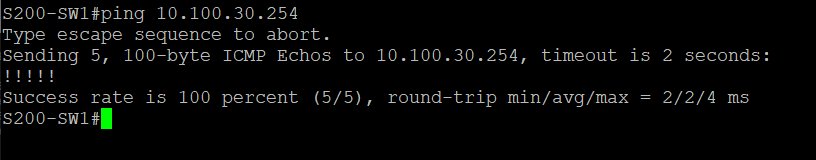 S200-SW1#ping 10.100.30.254
Type escape sequence to abort.
Sending 5, 100-byte ICMP Echos to 10.100.30.254, timeout is 2 seconds:
!!!!!
Success rate is 100 percent (5/5), round-trip min/avg/max = 2/2/4 ms
S200-SW1#